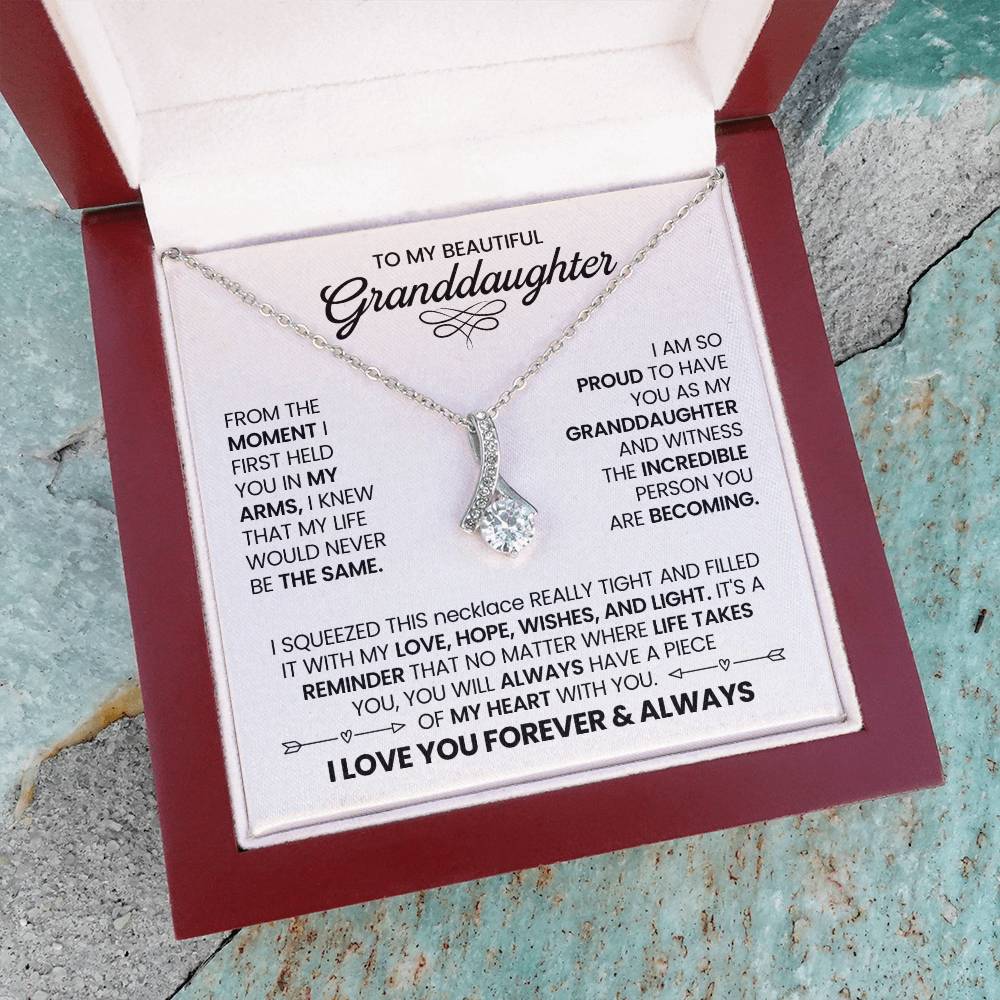 TO MY BEAUTIFUL
Granddaughter
FROM THE
MOMENT I
FIRST HELD
YOU IN MY
ARMS, I KNEW
THAT MY LIFE
WOULD NEVER
BE THE SAME.
I AM SO
PROUD TO HAVE
YOU AS MY
GRANDDAUGHTER
AND WITNESS
THE INCREDIBLE
PERSON YOU
ARE BECOMING.
I SQUEEZED THIS necklace REALLY TIGHT AND FILLED
IT WITH MY LOVE, HOPE, WISHES, AND LIGHT. IT'S A
REMINDER THAT NO MATTER WHERE LIFE TAKES
YOU, YOU WILL ALWAYS HAVE A PIECE
OF MY HEART WITH YOU.
I LOVE YOU FOREVER & ALWAYS